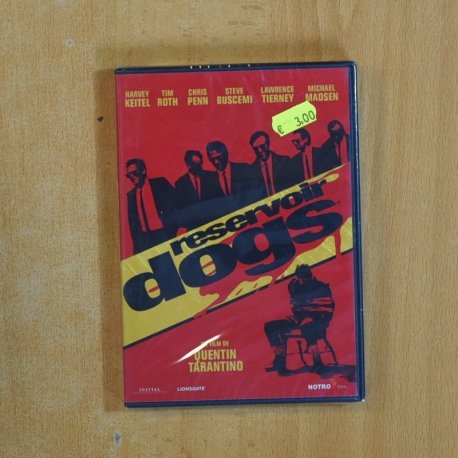 HARVEY TIM CHRIS STEVE LAWRENCE MICHAEL
KEITEL ROTH PENN BUSCEMI TIERNEY MADSEN
€ 3,00
reservoir
dogs
UN FILM DE
QUENTIN
TARANTINO
INITIAL LIONSGATE NOTRO